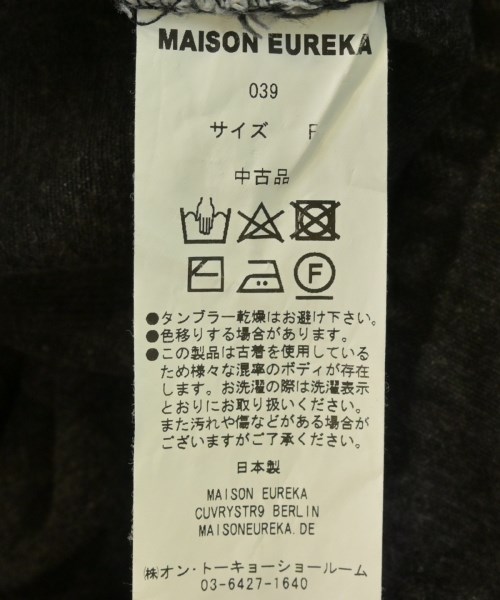 MAISON EUREKA
039
サイズ F
中古品
F
●タンブラー乾燥はお避け下さい。
●色移りする場合があります。
●この製品は古着を使用している
ため様々な混率のボディが存在
します。お洗濯の際は洗濯表示
とおりにお取り扱いください。
また汚れや傷などがある場合が
ございますがご了承ください。
日本製
MAISON EUREKA
CUVRYSTR9 BERLIN
MAISONEUREKA.DE
㈱オン・トーキョーショールーム
03-6427-1640